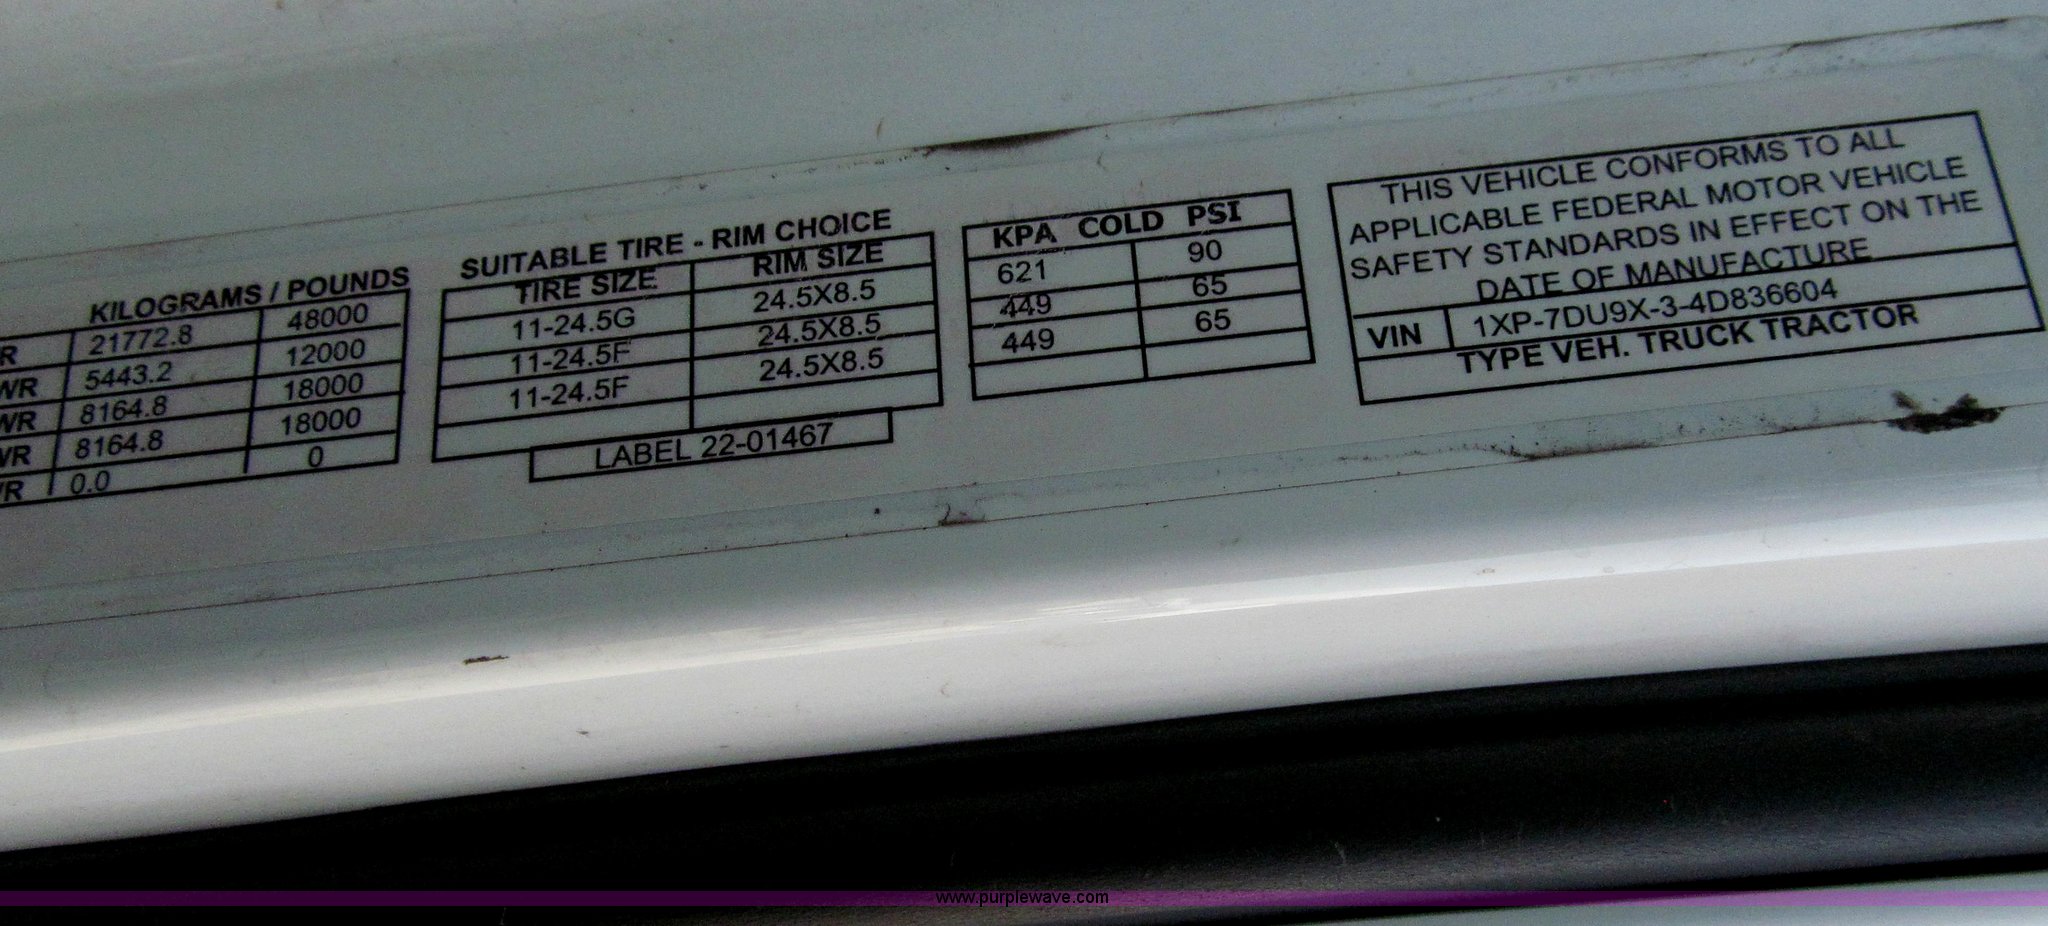 KILOGRAMS / POUNDS
R 21772.8 48000
WR 5443.2 12000
WR 8164.8 18000
VR 8164.8 18000
/R 0.0 0
SUITABLE TIRE - RIM CHOICE
TIRE SIZE RIM SIZE
11-24.5G 24.5X8.5
11-24.5F 24.5X8.5
11-24.5F 24.5X8.5
LABEL 22-01467
KPA COLD PSI
621 90
449 65
449 65
THIS VEHICLE CONFORMS TO ALL
APPLICABLE FEDERAL MOTOR VEHICLE
SAFETY STANDARDS IN EFFECT ON THE
DATE OF MANUFACTURE
VIN 1XP-7DU9X-3-4D836604
TYPE VEH. TRUCK TRACTOR
www.purplewave.com